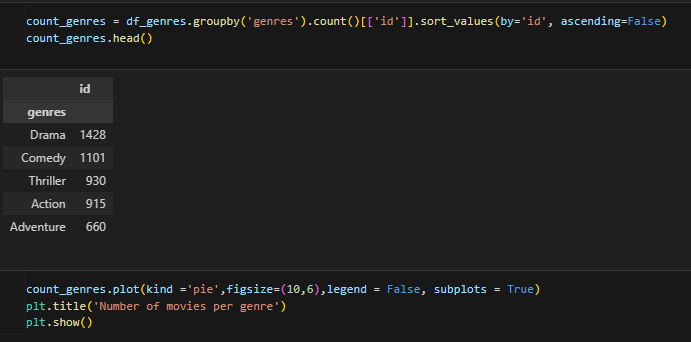 count_genres = df_genres.groupby('genres').count()[['id']].sort_values(by='id', ascending=False)
count_genres.head()
id
genres
Drama 1428
Comedy 1101
Thriller 930
Action 915
Adventure 660
count_genres.plot(kind ='pie',figsize=(10,6),legend = False, subplots = True)
plt.title('Number of movies per genre')
plt.show()